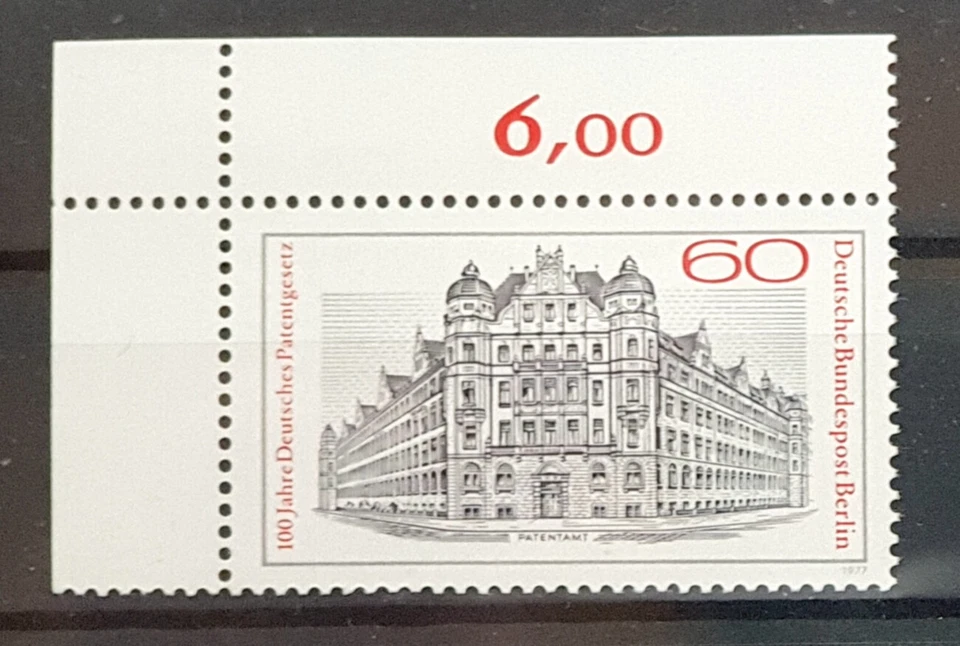 6,00
60
100 Jahre Deutsches Patentgesetz
Deutsche Bundespost Berlin
PATENTAMT
1977